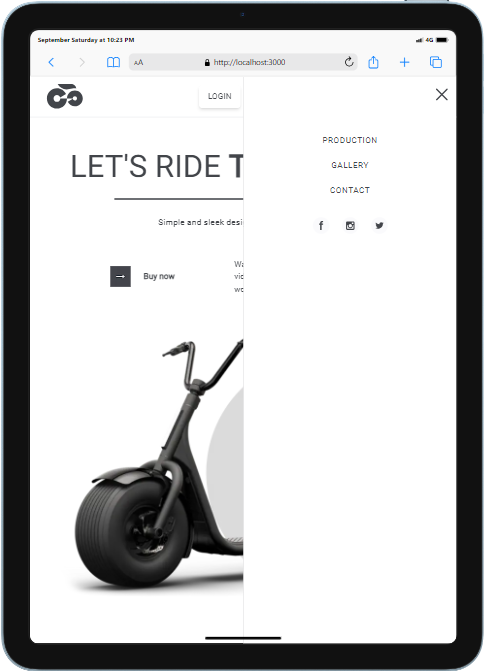 September Saturday at 10:23 PM
4G
AA
http://localhost:3000
LOGIN
PRODUCTION
GALLERY
CONTACT
LET'S RIDE T
Simple and sleek desi
Buy now
Wa
vid
wo